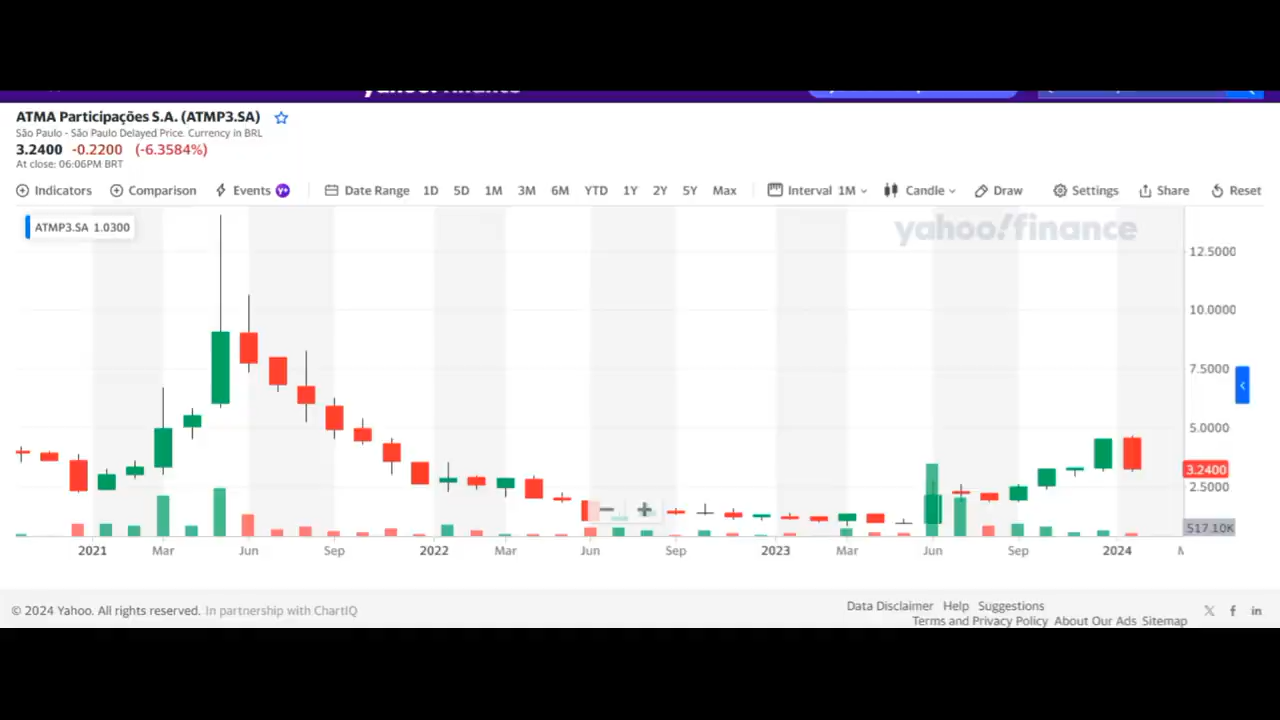 yahoo! finance
ATMA Participações S.A. (ATMP3.SA)
São Paulo - São Paulo Delayed Price. Currency in BRL
3.2400 -0.2200 (-6.3584%)
At close: 06:06PM BRT
Indicators Comparison Events Y+ Date Range 1D 5D 1M 3M 6M YTD 1Y 2Y 5Y Max Interval 1M Candle Draw Settings Share Reset
ATMP3.SA 1.0300
yahoo!finance
12.5000
10.0000
7.5000
5.0000
3.2400
2.5000
517.10K
2021 Mar Jun Sep 2022 Mar Jun Sep 2023 Mar Jun Sep 2024
© 2024 Yahoo. All rights reserved. In partnership with ChartIQ
Data Disclaimer Help Suggestions
Terms and Privacy Policy About Our Ads Sitemap